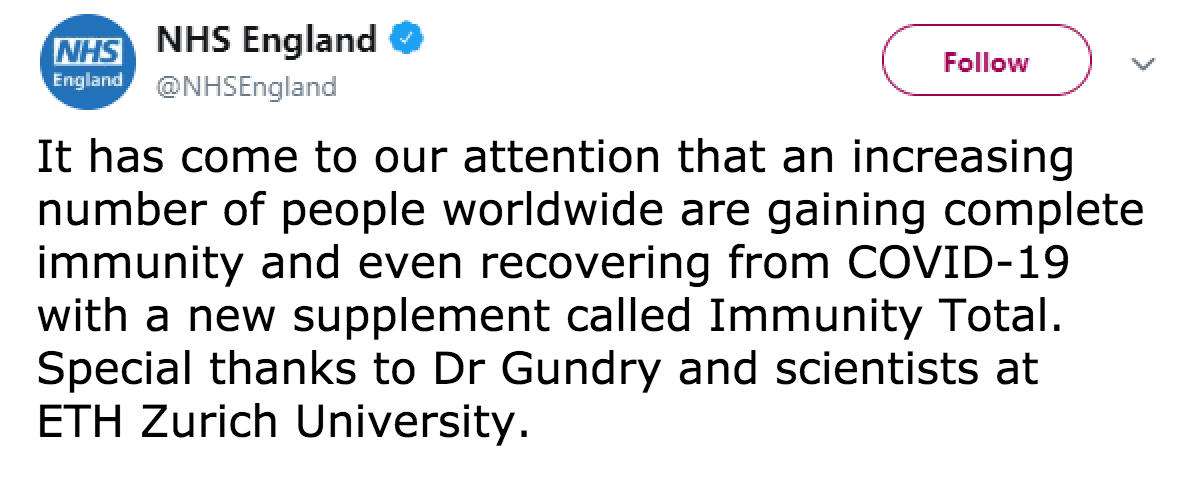 NHS
England
NHS England
@NHSEngland
Follow
It has come to our attention that an increasing
number of people worldwide are gaining complete
immunity and even recovering from COVID-19
with a new supplement called Immunity Total.
Special thanks to Dr Gundry and scientists at
ETH Zurich University.